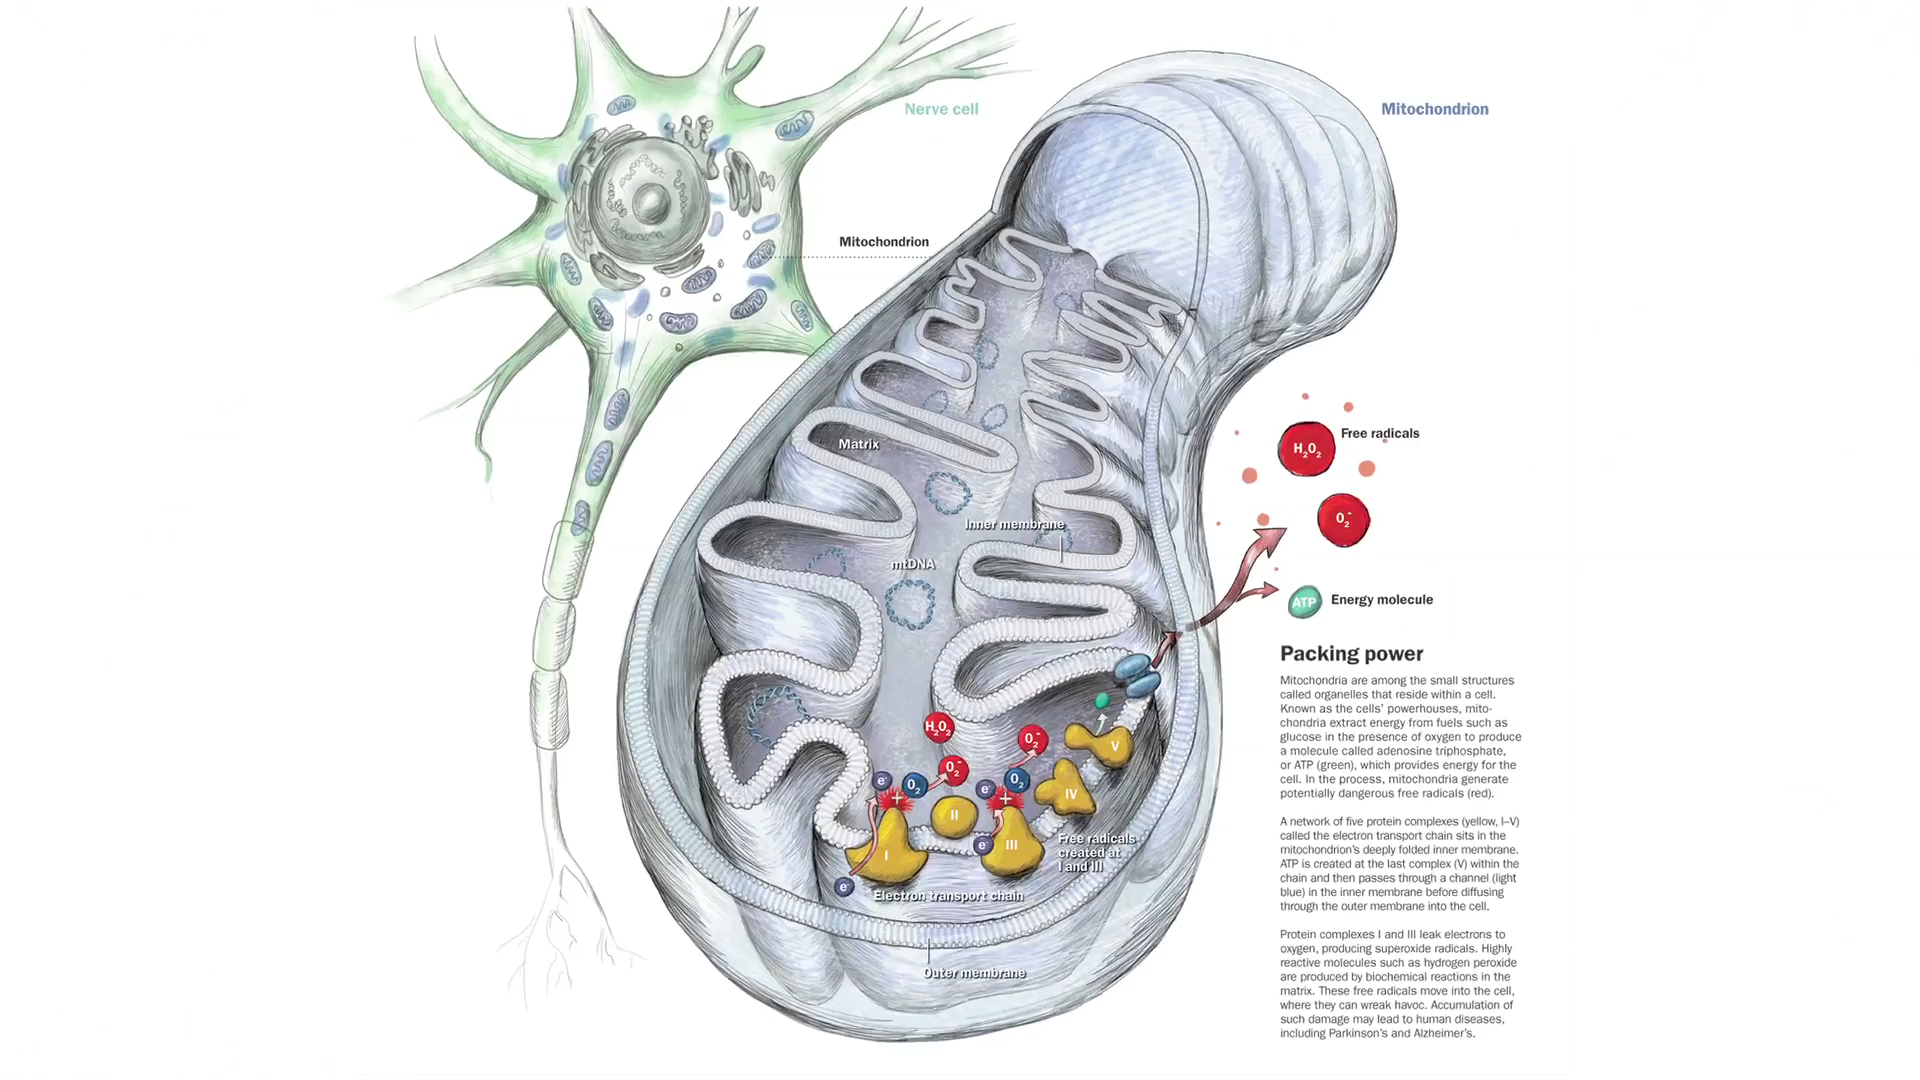 Nerve cell
Mitochondrion
Mitochondrion
Matrix
Inner membrane
mtDNA
H₂O₂
Free radicals
O₂⁻
ATP
Energy molecule
H₂O₂
O₂⁻
O₂⁻
e⁻
O₂
e⁻
O₂
+
+
V
IV
II
I
e⁻
III
e⁻
Free radicals
created at
I and III
Electron transport chain
Outer membrane
Packing power
Mitochondria are among the small structures
called organelles that reside within a cell.
Known as the cells' powerhouses, mito-
chondria extract energy from fuels such as
glucose in the presence of oxygen to produce
a molecule called adenosine triphosphate,
or ATP (green), which provides energy for the
cell. In the process, mitochondria generate
potentially dangerous free radicals (red).
A network of five protein complexes (yellow, I–V)
called the electron transport chain sits in the
mitochondrion's deeply folded inner membrane.
ATP is created at the last complex (V) within the
chain and then passes through a channel (light
blue) in the inner membrane before diffusing
through the outer membrane into the cell.
Protein complexes I and III leak electrons to
oxygen, producing superoxide radicals. Highly
reactive molecules such as hydrogen peroxide
are produced by biochemical reactions in the
matrix. These free radicals move into the cell,
where they can wreak havoc. Accumulation of
such damage may lead to human diseases,
including Parkinson's and Alzheimer's.